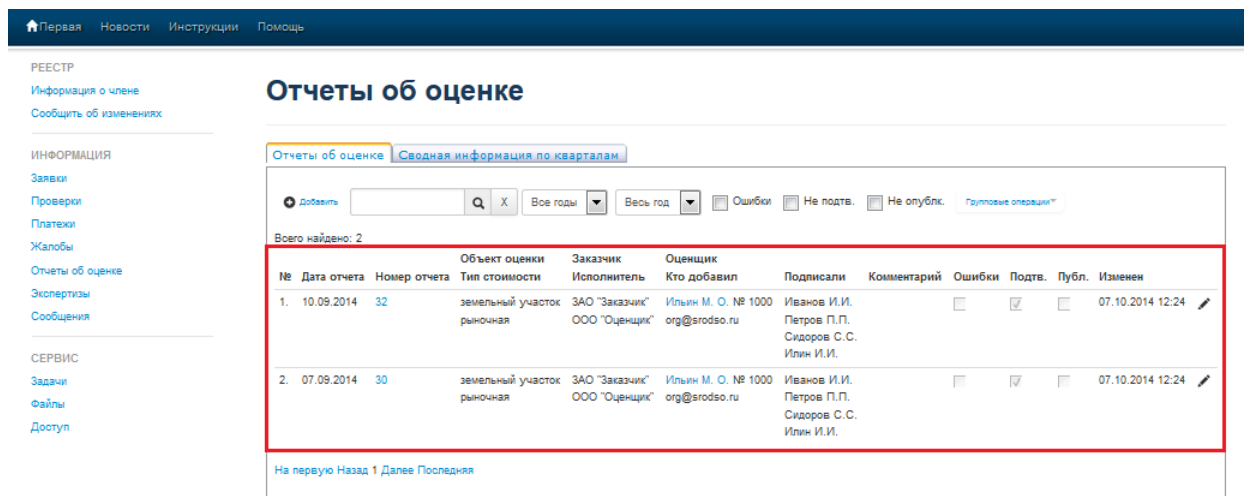 Первая Новости Инструкции Помощь
РЕЕСТР
Информация о члене
Сообщить об изменениях
ИНФОРМАЦИЯ
Заявки
Проверки
Платежи
Жалобы
Отчеты об оценке
Экспертизы
Сообщения
СЕРВИС
Задачи
Файлы
Доступ
Отчеты об оценке
Отчеты об оценке Сводная информация по кварталам
Добавить X Все годы Весь год Ошибки Не подтв. Не опублк. Групповые операции
Всего найдено: 2
Объект оценки Заказчик Оценщик
№ Дата отчета Номер отчета Тип стоимости Исполнитель Кто добавил Подписали Комментарий Ошибки Подтв. Публ. Изменен
1. 10.09.2014 32 земельный участок ЗАО "Заказчик" Ильин М. О. № 1000 Иванов И.И. 07.10.2014 12:24
рыночная ООО "Оценщик" org@srodso.ru Петров П.П.
Сидоров С.С.
Илин И.И.
2. 07.09.2014 30 земельный участок ЗАО "Заказчик" Ильин М. О. № 1000 Иванов И.И. 07.10.2014 12:24
рыночная ООО "Оценщик" org@srodso.ru Петров П.П.
Сидоров С.С.
Илин И.И.
На первую Назад 1 Далее Последняя